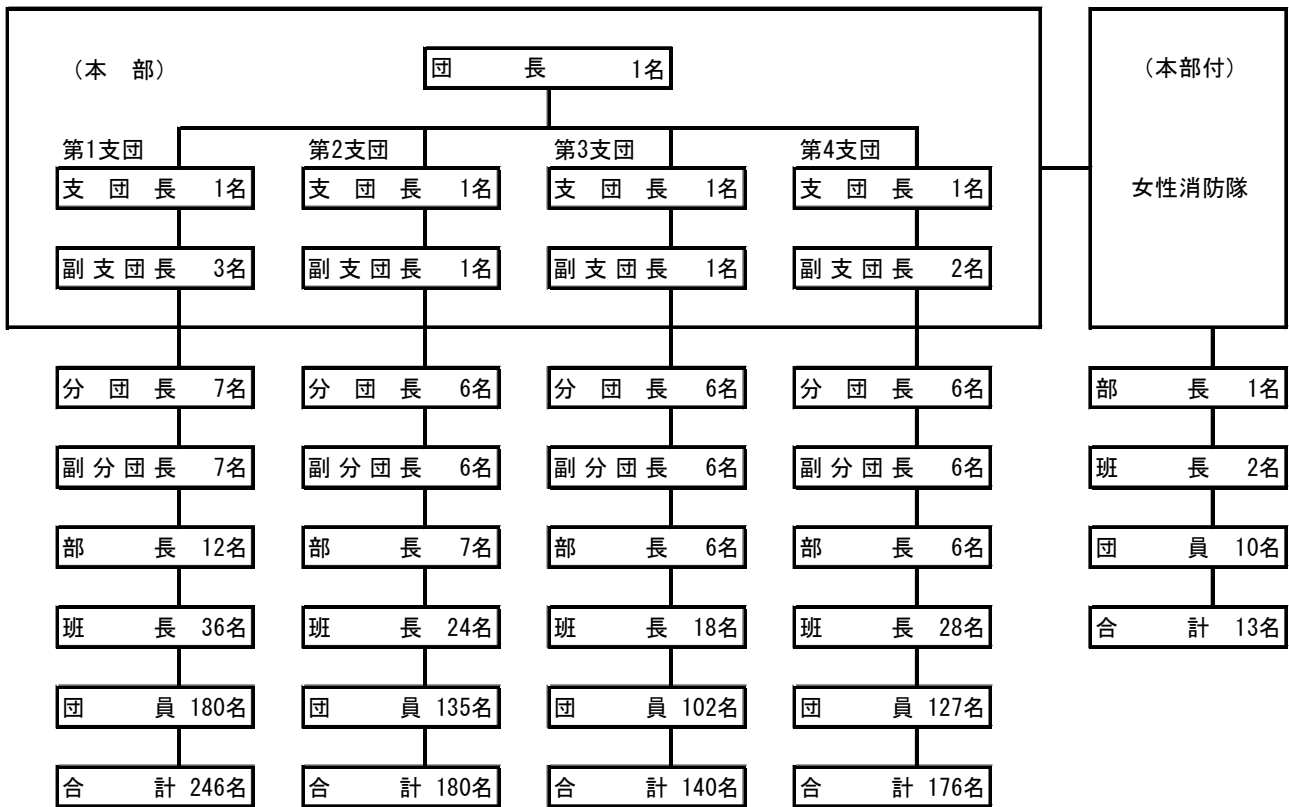 (本 部)
団 長 1名
(本部付)
第1支団 第2支団 第3支団 第4支団
支 団 長 1名 支 団 長 1名 支 団 長 1名 支 団 長 1名
女性消防隊
副支団長 3名 副支団長 1名 副支団長 1名 副支団長 2名
分 団 長 7名 分 団 長 6名 分 団 長 6名 分 団 長 6名 部 長 1名
副分団長 7名 副分団長 6名 副分団長 6名 副分団長 6名 班 長 2名
部 長 12名 部 長 7名 部 長 6名 部 長 6名 団 員 10名
班 長 36名 班 長 24名 班 長 18名 班 長 28名 合 計 13名
団 員 180名 団 員 135名 団 員 102名 団 員 127名
合 計 246名 合 計 180名 合 計 140名 合 計 176名